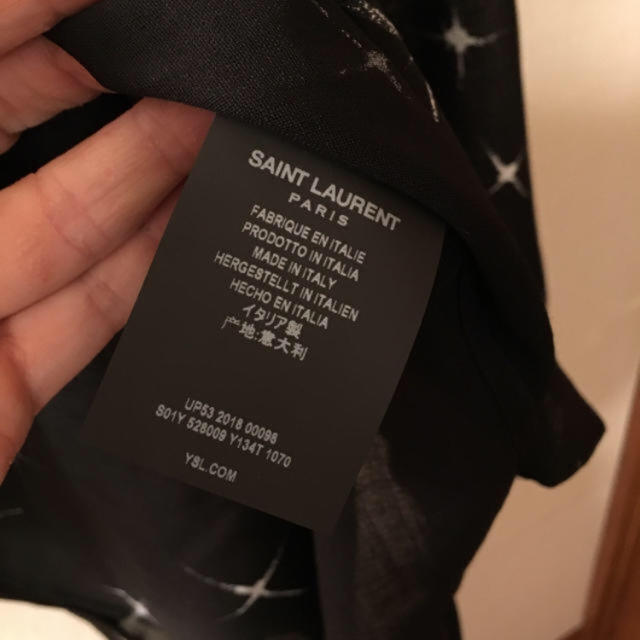 SAINT LAURENT
PARIS
FABRIQUE EN ITALIE
PRODOTTO IN ITALIA
MADE IN ITALY
HERGESTELLT IN ITALIEN
HECHO EN ITALIA
イタリア製
产地:意大利
UP53 2018 00098
S01Y 528009 Y134T 1070
YSL.COM